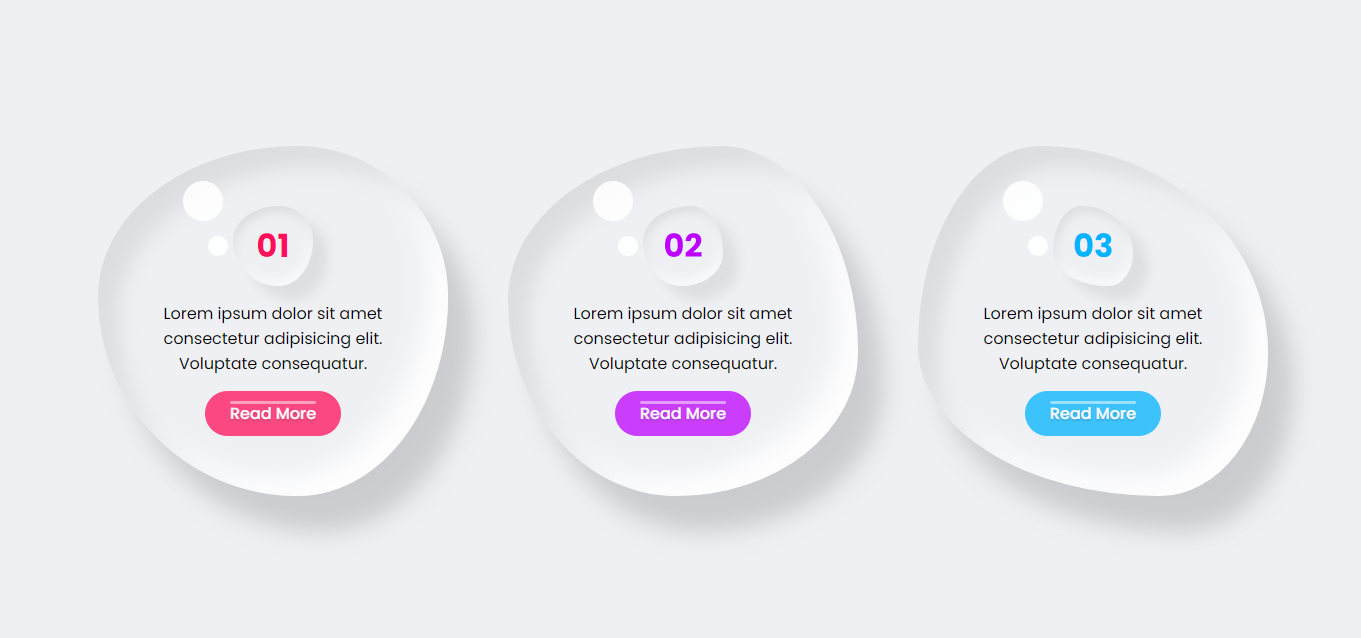 01
Lorem ipsum dolor sit amet
consectetur adipisicing elit.
Voluptate consequatur.
Read More
02
Lorem ipsum dolor sit amet
consectetur adipisicing elit.
Voluptate consequatur.
Read More
03
Lorem ipsum dolor sit amet
consectetur adipisicing elit.
Voluptate consequatur.
Read More